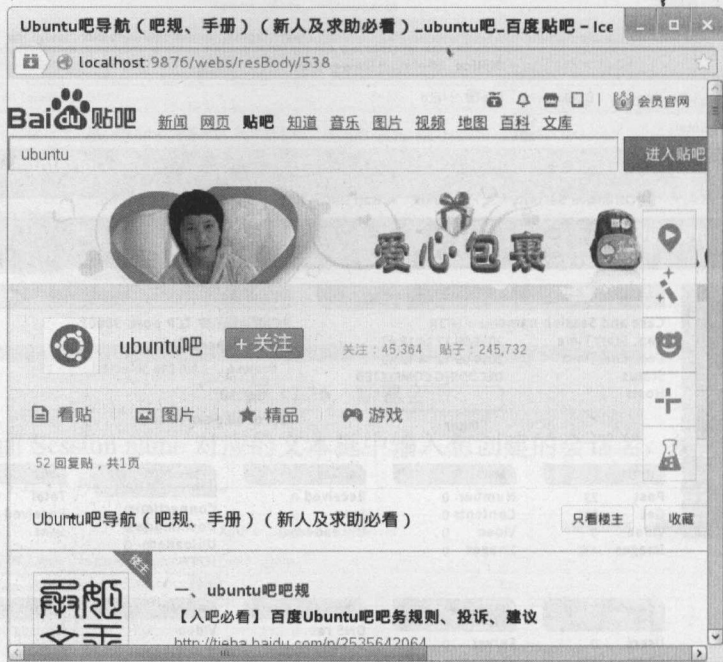 Ubuntu吧导航（吧规、手册）（新人及求助必看）_ubuntu吧_百度贴吧 – Ice
localhost:9876/webs/resBody/538
会员官网
Bai du 贴吧 新闻 网页 贴吧 知道 音乐 图片 视频 地图 百科 文库
ubuntu 进入贴吧
爱心·包裹
ubuntu吧 + 关注 关注：45,364 贴子：245,732
看贴 图片 精品 游戏
52 回复贴，共1页
Ubuntu吧导航（吧规、手册）（新人及求助必看） 只看楼主 收藏
楼主
一、ubuntu吧吧规
【入吧必看】 百度Ubuntu吧吧务规则、投诉、建议
http://tieba.baidu.com/p/2535642064